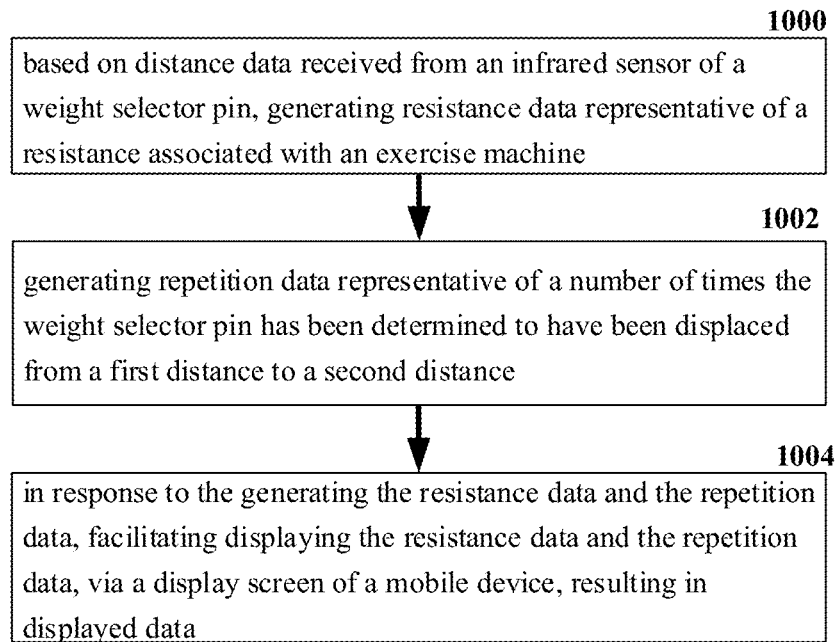 1000
based on distance data received from an infrared sensor of a
weight selector pin, generating resistance data representative of a
resistance associated with an exercise machine
1002
generating repetition data representative of a number of times the
weight selector pin has been determined to have been displaced
from a first distance to a second distance
1004
in response to the generating the resistance data and the repetition
data, facilitating displaying the resistance data and the repetition
data, via a display screen of a mobile device, resulting in
displayed data